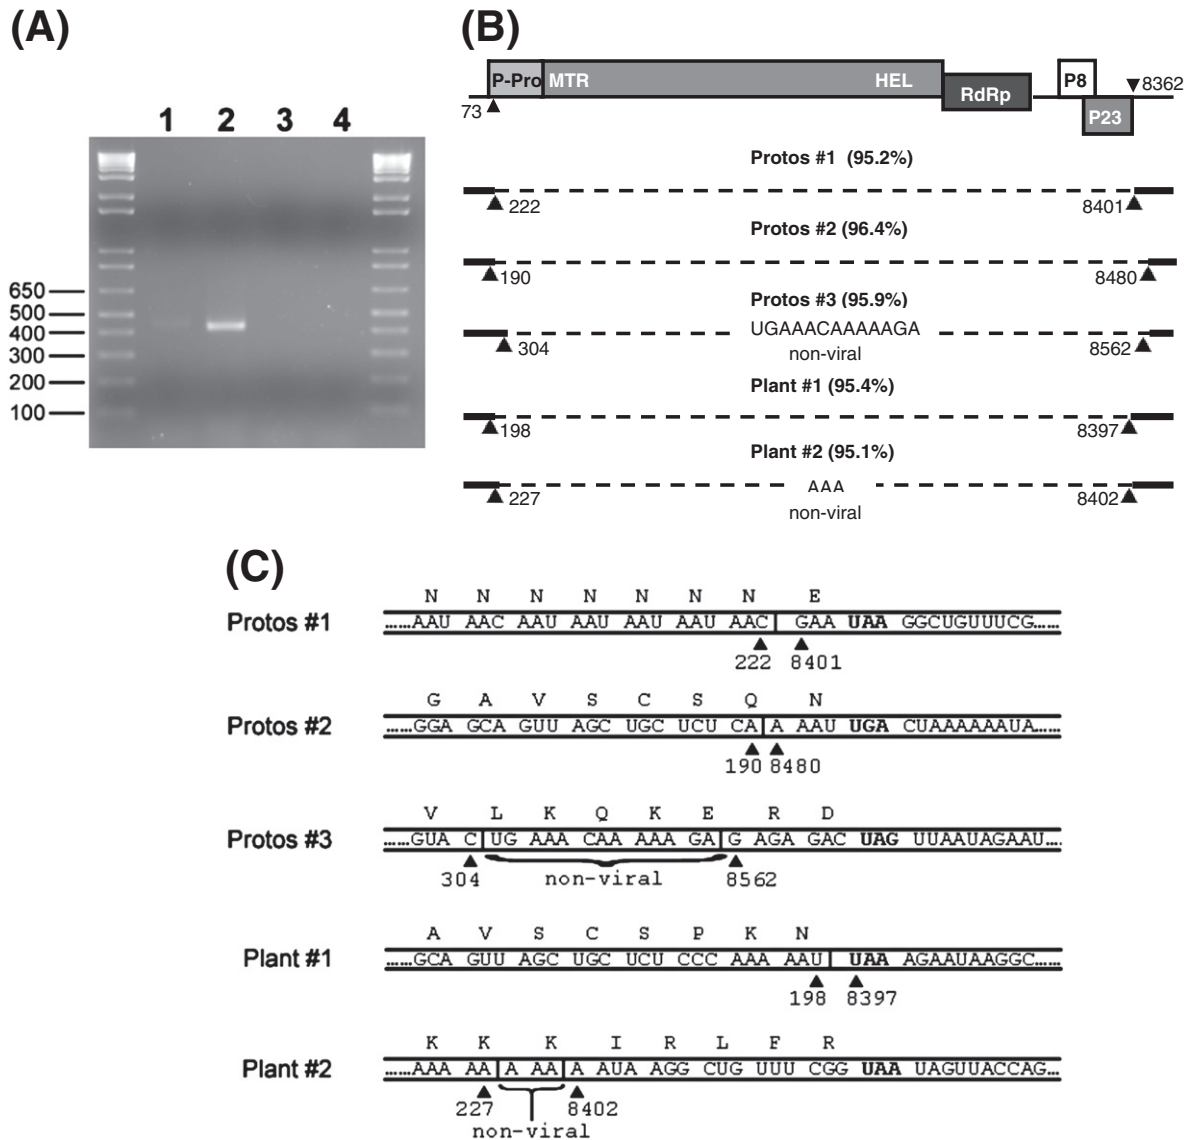 (A)
1 2 3 4
650
500
400
300
200
100
(B)
P-Pro MTR HEL RdRp P8 P23
73 8362
Protos #1 (95.2%)
222 8401
Protos #2 (96.4%)
190 8480
Protos #3 (95.9%)
UGAAACAAAAAGA
304 non-viral 8562
Plant #1 (95.4%)
198 8397
Plant #2 (95.1%)
AAA
227 non-viral 8402
(C)
N N N N N N N E
Protos #1 ......AAU AAC AAU AAU AAU AAU AAC GAA UAA GGCUGUUUCG......
222 8401
G A V S C S Q N
Protos #2 ......GGA GCA GUU AGC UGC UCU CA A AAU UGA CUAAAAAAUA......
190 8480
V L K Q K E R D
Protos #3 ......GUA C UG AAA CAA AAA GA G AGA GAC UAG UUAAUAGAAU....
304 non-viral 8562
A V S C S P K N
Plant #1 ......GCA GUU AGC UGC UCU CCC AAA AAU UAA AGAAUAAGGC......
198 8397
K K K I R L F R
Plant #2 ......AAA AA A AA A AUA AGG CUG UUU CGG UAA UAGUUACCAG...
227 8402
non-viral